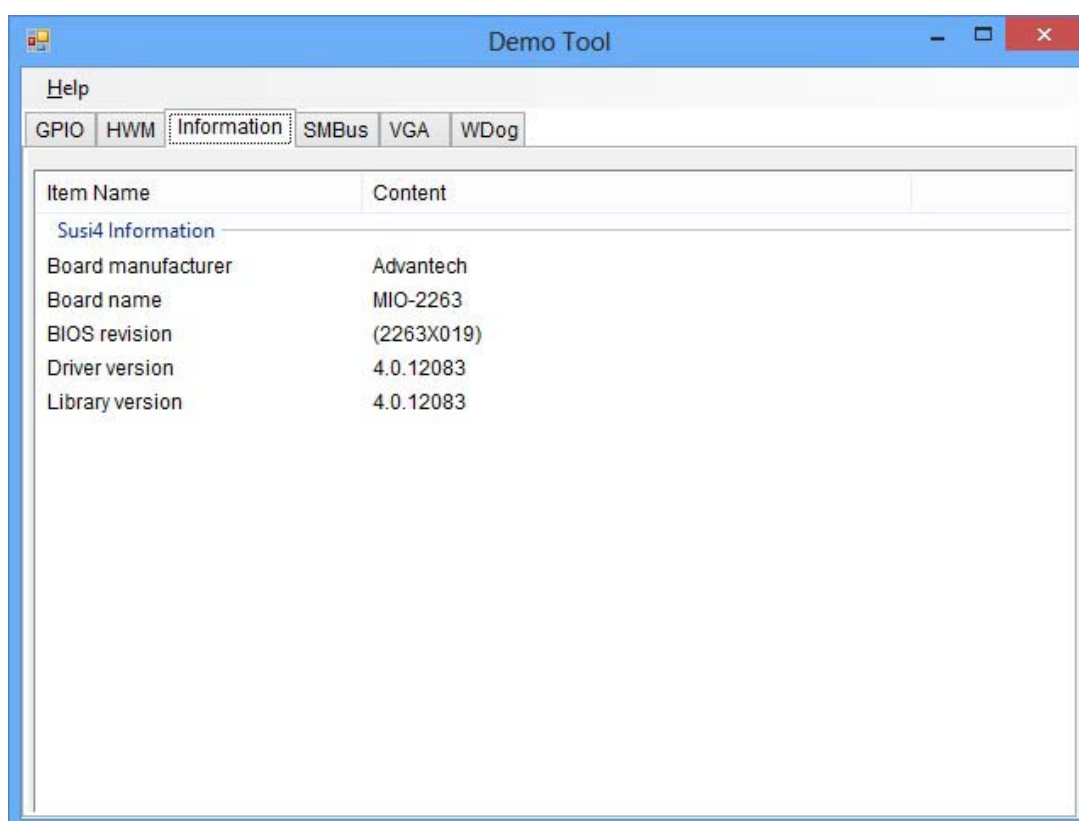 Demo Tool
Help
GPIO HWM Information SMBus VGA WDog
Item Name Content
Susi4 Information
Board manufacturer Advantech
Board name MIO-2263
BIOS revision (2263X019)
Driver version 4.0.12083
Library version 4.0.12083